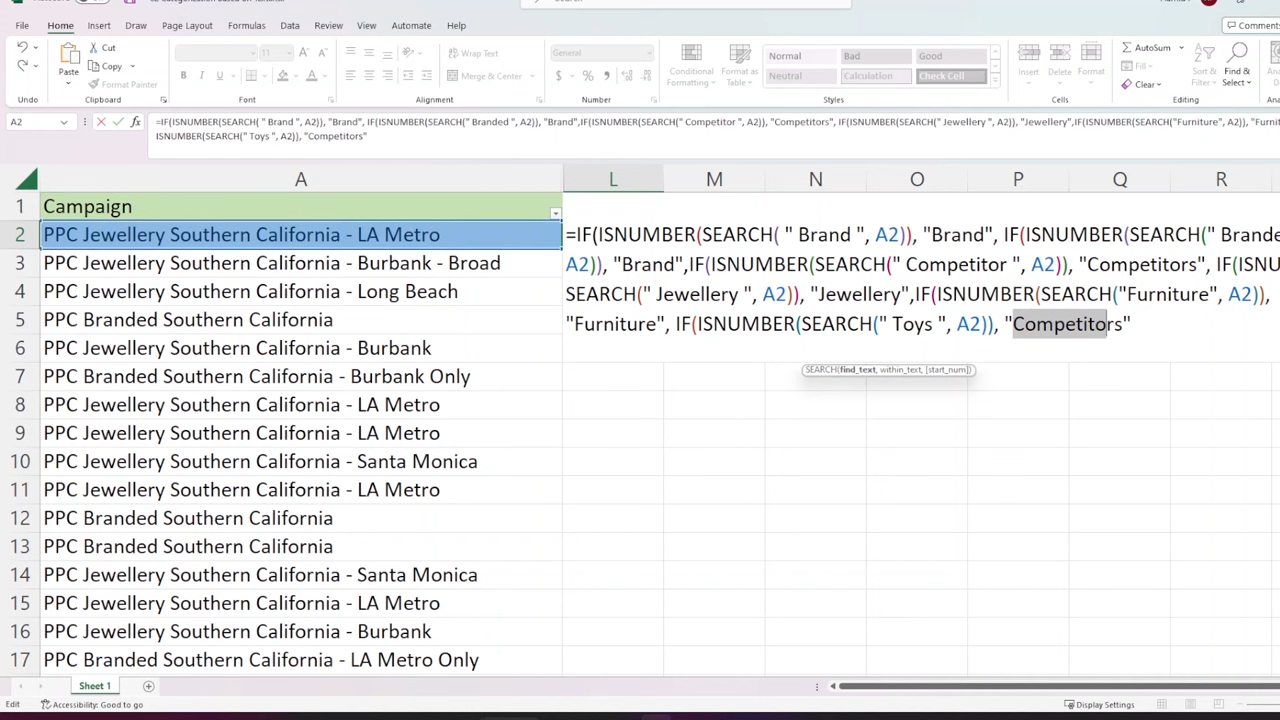 File Home Insert Draw Page Layout Formulas Data Review View Automate Help
Comments
Cut
Copy
Format Painter
Paste
11
Wrap Text
Merge & Center
General
Conditional Formatting
Format as Table
Normal Bad Good
Neutral Calculation Check Cell
Insert Delete Format
AutoSum
Fill
Clear
Sort & Filter
Find & Select
Undo Clipboard Font Alignment Number Styles Cells Editing
A2 fx =IF(ISNUMBER(SEARCH( " Brand ", A2)), "Brand", IF(ISNUMBER(SEARCH(" Branded ", A2)), "Brand",IF(ISNUMBER(SEARCH(" Competitor ", A2)), "Competitors", IF(ISNUMBER(SEARCH(" Jewellery ", A2)), "Jewellery",IF(ISNUMBER(SEARCH("Furniture", A2)),
ISNUMBER(SEARCH(" Toys ", A2)), "Competitors"
A L M N O P Q R
1 Campaign
2 PPC Jewellery Southern California - LA Metro =IF(ISNUMBER(SEARCH( " Brand ", A2)), "Brand", IF(ISNUMBER(SEARCH(" Brande
3 PPC Jewellery Southern California - Burbank - Broad A2)), "Brand",IF(ISNUMBER(SEARCH(" Competitor ", A2)), "Competitors", IF(ISNU
4 PPC Jewellery Southern California - Long Beach SEARCH(" Jewellery ", A2)), "Jewellery",IF(ISNUMBER(SEARCH("Furniture", A2)),
5 PPC Branded Southern California "Furniture", IF(ISNUMBER(SEARCH(" Toys ", A2)), "Competitors"
6 PPC Jewellery Southern California - Burbank
7 PPC Branded Southern California - Burbank Only SEARCH(find_text, within_text, [start_num])
8 PPC Jewellery Southern California - LA Metro
9 PPC Jewellery Southern California - LA Metro
10 PPC Jewellery Southern California - Santa Monica
11 PPC Jewellery Southern California - LA Metro
12 PPC Branded Southern California
13 PPC Branded Southern California
14 PPC Jewellery Southern California - Santa Monica
15 PPC Jewellery Southern California - LA Metro
16 PPC Jewellery Southern California - Burbank
17 PPC Branded Southern California - LA Metro Only
Sheet 1
Edit Accessibility: Good to go Display Settings